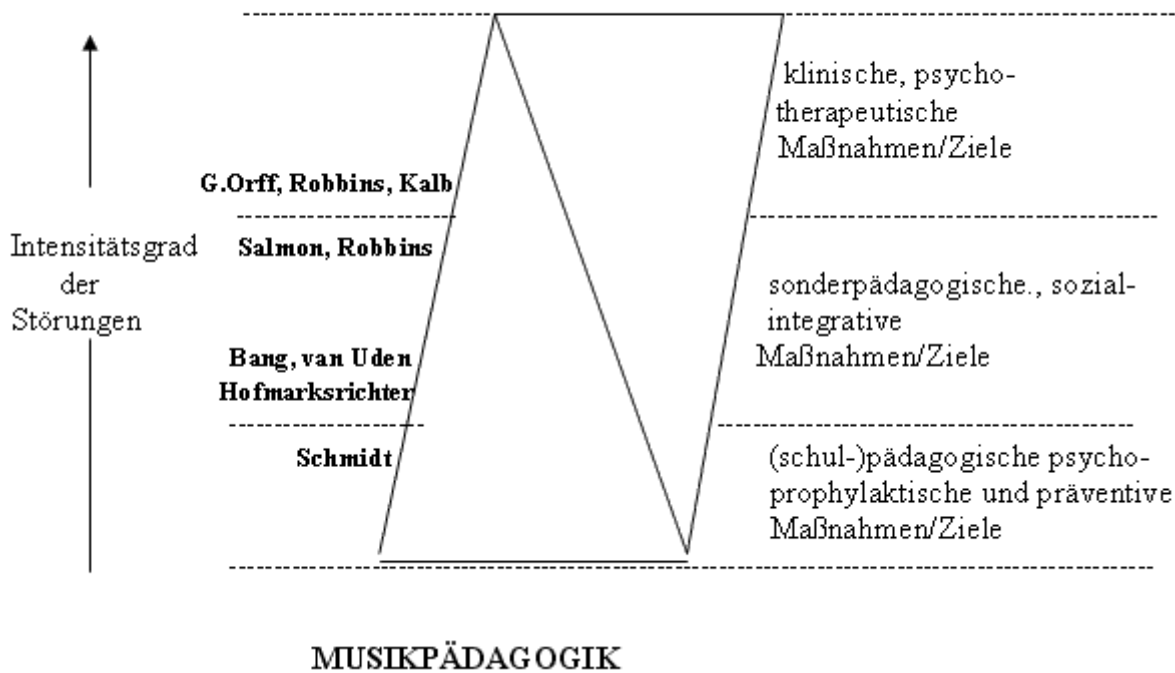 klinische, psycho-
therapeutische
Maßnahmen/Ziele
G.Orff, Robbins, Kalb
Intensitätsgrad
der
Störungen
Salmon, Robbins
sonderpädagogische., sozial-
integrative
Maßnahmen/Ziele
Bang, van Uden
Hofmarksrichter
Schmidt
(schul-)pädagogische psycho-
prophylaktische und präventive
Maßnahmen/Ziele
MUSIKPÄDAGOGIK